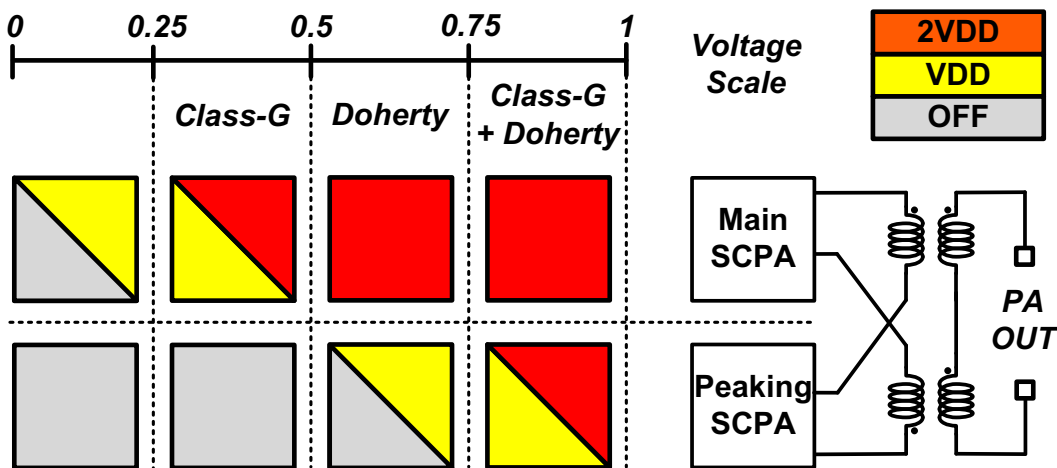 0 0.25 0.5 0.75 1
Voltage
Scale
2VDD
VDD
OFF
Class-G
Doherty
Class-G
+ Doherty
Main
SCPA
Peaking
SCPA
PA
OUT